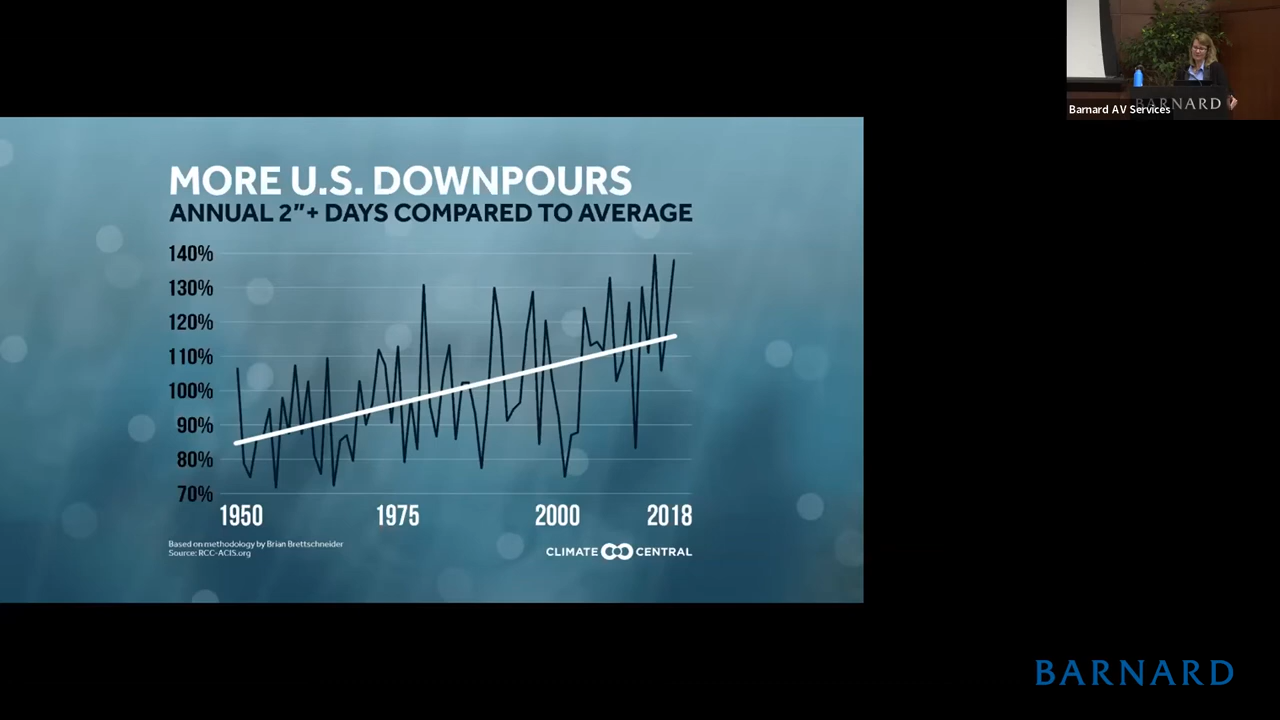 BARNARD
Barnard AV Services
MORE U.S. DOWNPOURS
ANNUAL 2"+ DAYS COMPARED TO AVERAGE
140%
130%
120%
110%
100%
90%
80%
70%
1950 1975 2000 2018
Based on methodology by Brian Brettschneider
Source: RCC-ACIS.org
CLIMATE CENTRAL
BARNARD